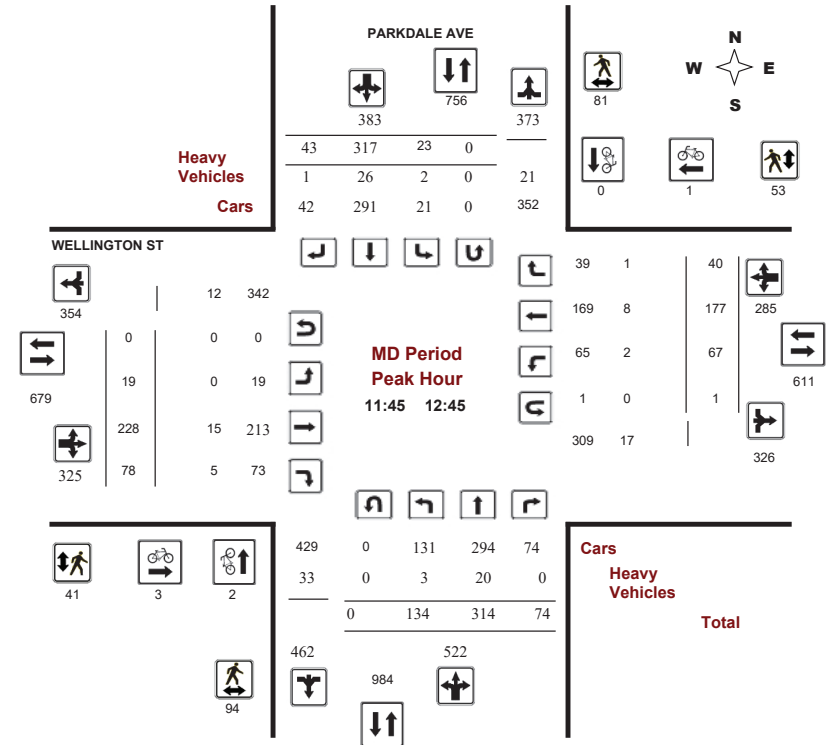 PARKDALE AVE
N
W E
S
756
81
383 373
43 317 23 0
Heavy
Vehicles
1 26 2 0 21
Cars
42 291 21 0 352
0 1 53
WELLINGTON ST
354
12 342
0 0 0
19 0 19
228 15 213
78 5 73
679
325
MD Period
Peak Hour
11:45 12:45
39 1 40
169 8 177
65 2 67
1 0 1
309 17
285
611
326
41 3 2
94
429 0 131 294 74
33 0 3 20 0
0 134 314 74
462 522
984
Cars
Heavy
Vehicles
Total